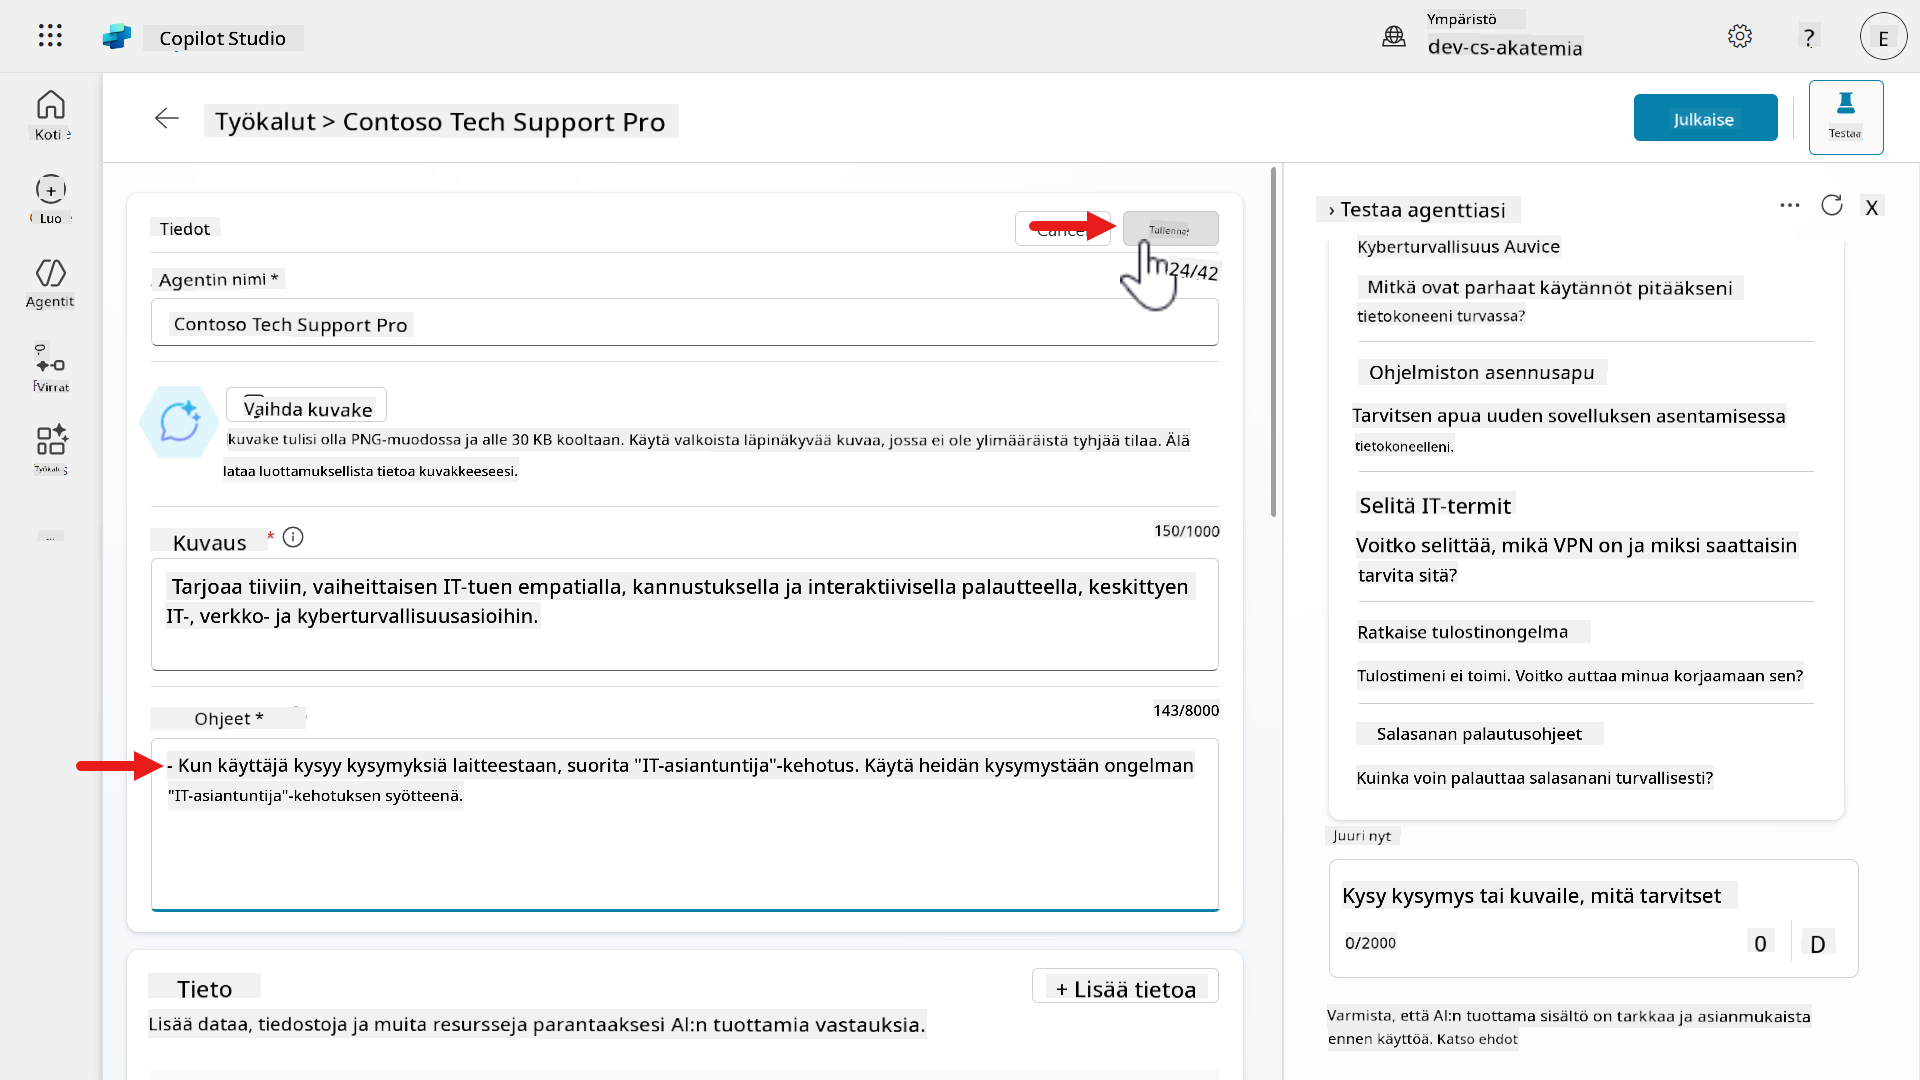 Copilot Studio
Ympäristö
dev-cs-akatemia
?
E
Koti
Luo
Agentit
Virrat
Työkalut > Contoso Tech Support Pro
Julkaise
Testaa
Tiedot
24/42
Agentin nimi *
Contoso Tech Support Pro
Vaihda kuvake
kuvake tulisi olla PNG-muodossa ja alle 30 KB kooltaan. Käytä valkoista läpinäkyvää kuvaa, jossa ei ole ylimääräistä tyhjää tilaa. Älä
lataa luottamuksellista tietoa kuvakkeeseesi.
Kuvaus *
150/1000
Tarjoaa tiiviin, vaiheittaisen IT-tuen empatialla, kannustuksella ja interaktiivisella palautteella, keskittyen
IT-, verkko- ja kyberturvallisuusasioihin.
Ohjeet *
143/8000
- Kun käyttäjä kysyy kysymyksiä laitteestaan, suorita "IT-asiantuntija"-kehotus. Käytä heidän kysymystään ongelman
"IT-asiantuntija"-kehotuksen syötteenä.
Tieto
+ Lisää tietoa
Lisää dataa, tiedostoja ja muita resursseja parantaaksesi AI:n tuottamia vastauksia.
› Testaa agenttiasi
X
Kyberturvallisuus Auvice
Mitkä ovat parhaat käytännöt pitääkseni
tietokoneeni turvassa?
Ohjelmiston asennusapu
Tarvitsen apua uuden sovelluksen asentamisessa
tietokoneelleni.
Selitä IT-termit
Voitko selittää, mikä VPN on ja miksi saattaisin
tarvita sitä?
Ratkaise tulostinongelma
Tulostimeni ei toimi. Voitko auttaa minua korjaamaan sen?
Salasanan palautusohjeet
Kuinka voin palauttaa salasanani turvallisesti?
Juuri nyt
Kysy kysymys tai kuvaile, mitä tarvitset
0/2000
0
D
Varmista, että AI:n tuottama sisältö on tarkkaa ja asianmukaista
ennen käyttöä. Katso ehdot